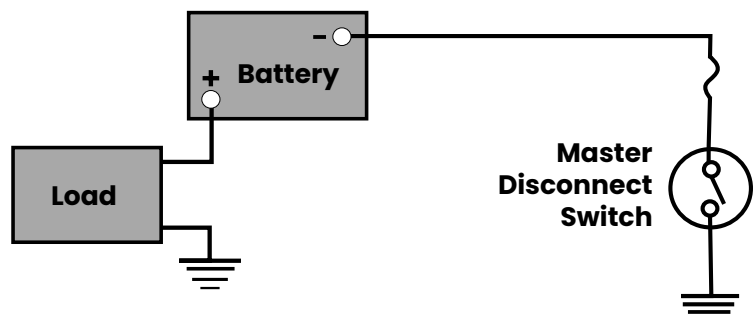 −
+ Battery
Load
Master
Disconnect
Switch